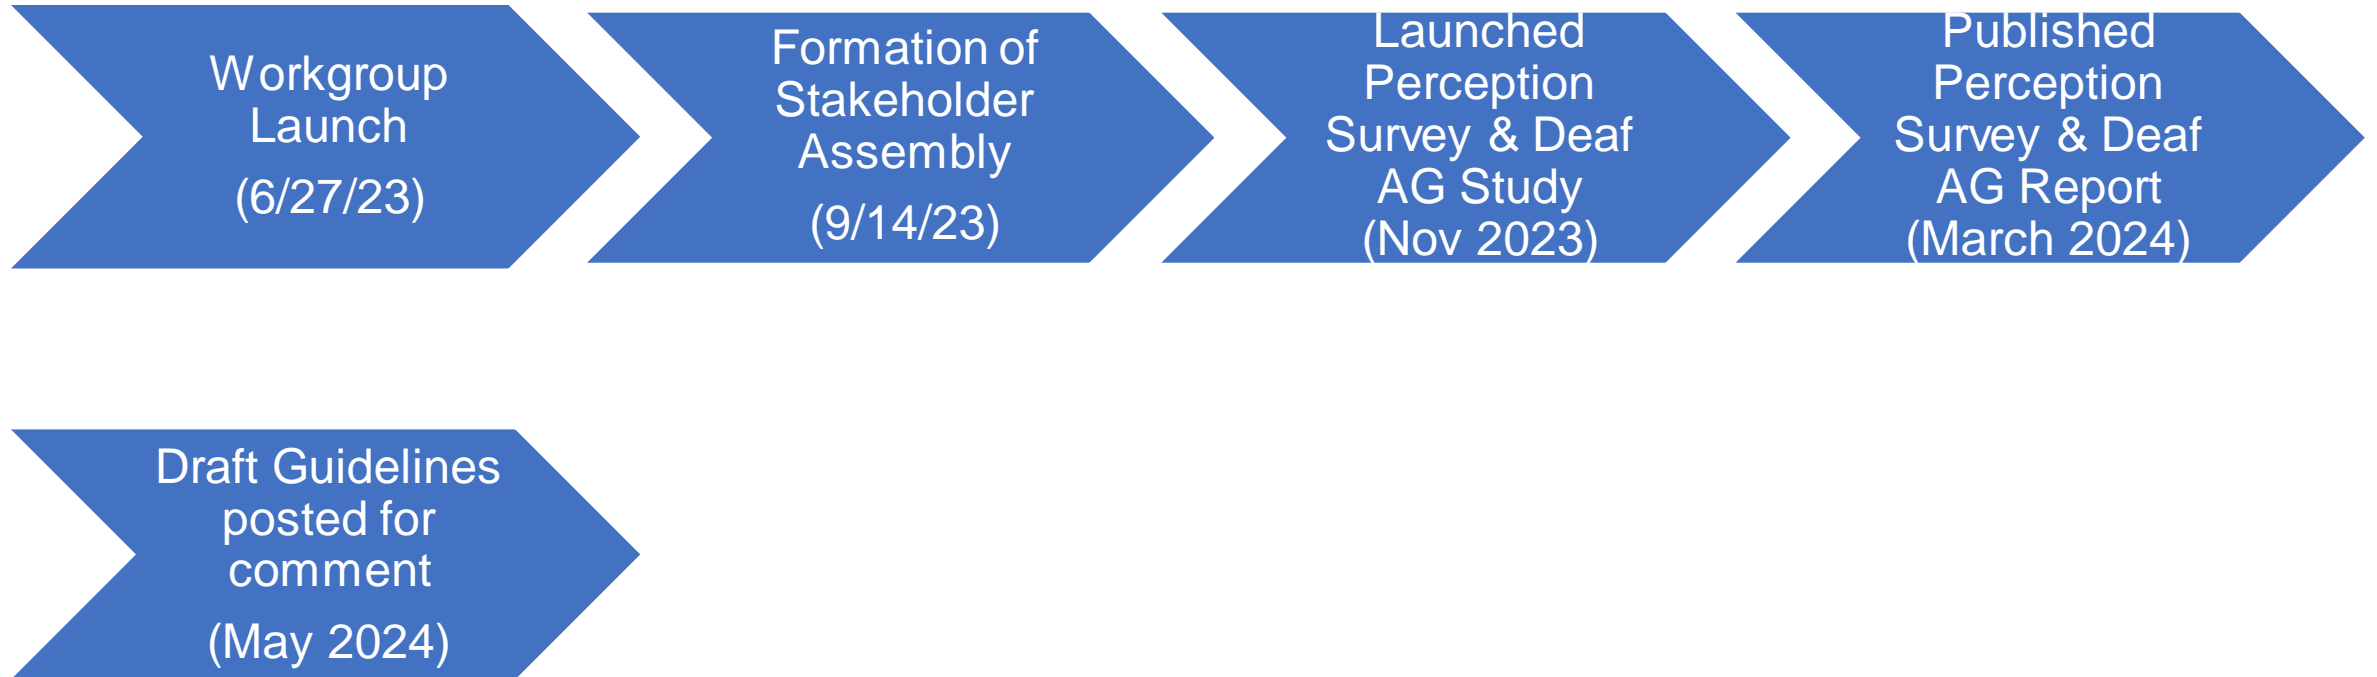 Workgroup
Launch
(6/27/23)
Formation of
Stakeholder
Assembly
(9/14/23)
Launched
Perception
Survey & Deaf
AG Study
(Nov 2023)
Published
Perception
Survey & Deaf
AG Report
(March 2024)
Draft Guidelines
posted for
comment
(May 2024)